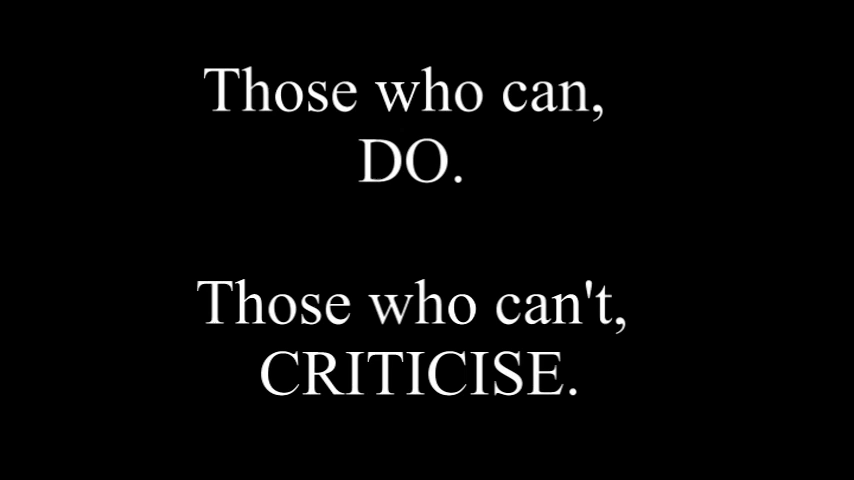 Those who can,
DO.
Those who can't,
CRITICISE.